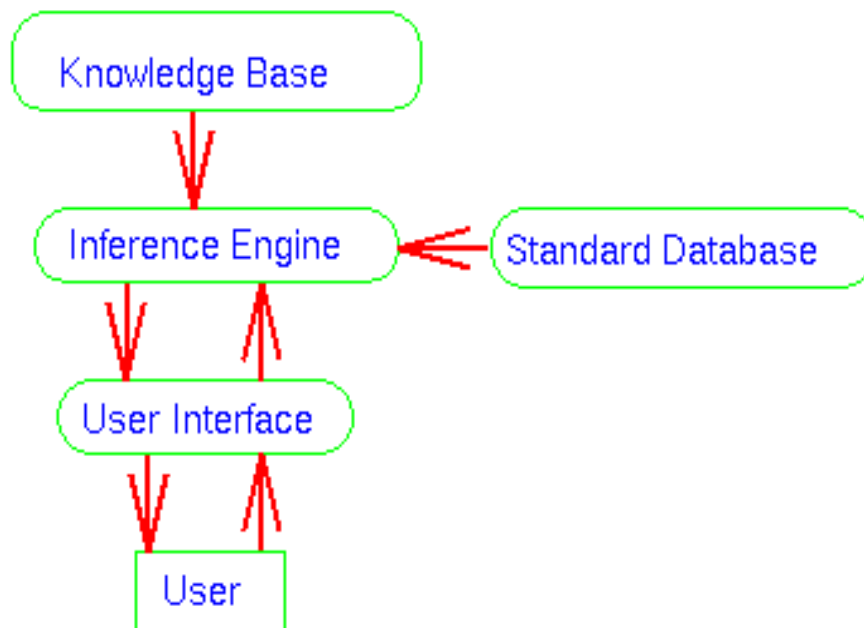 Knowledge Base
Inference Engine
Standard Database
User Interface
User